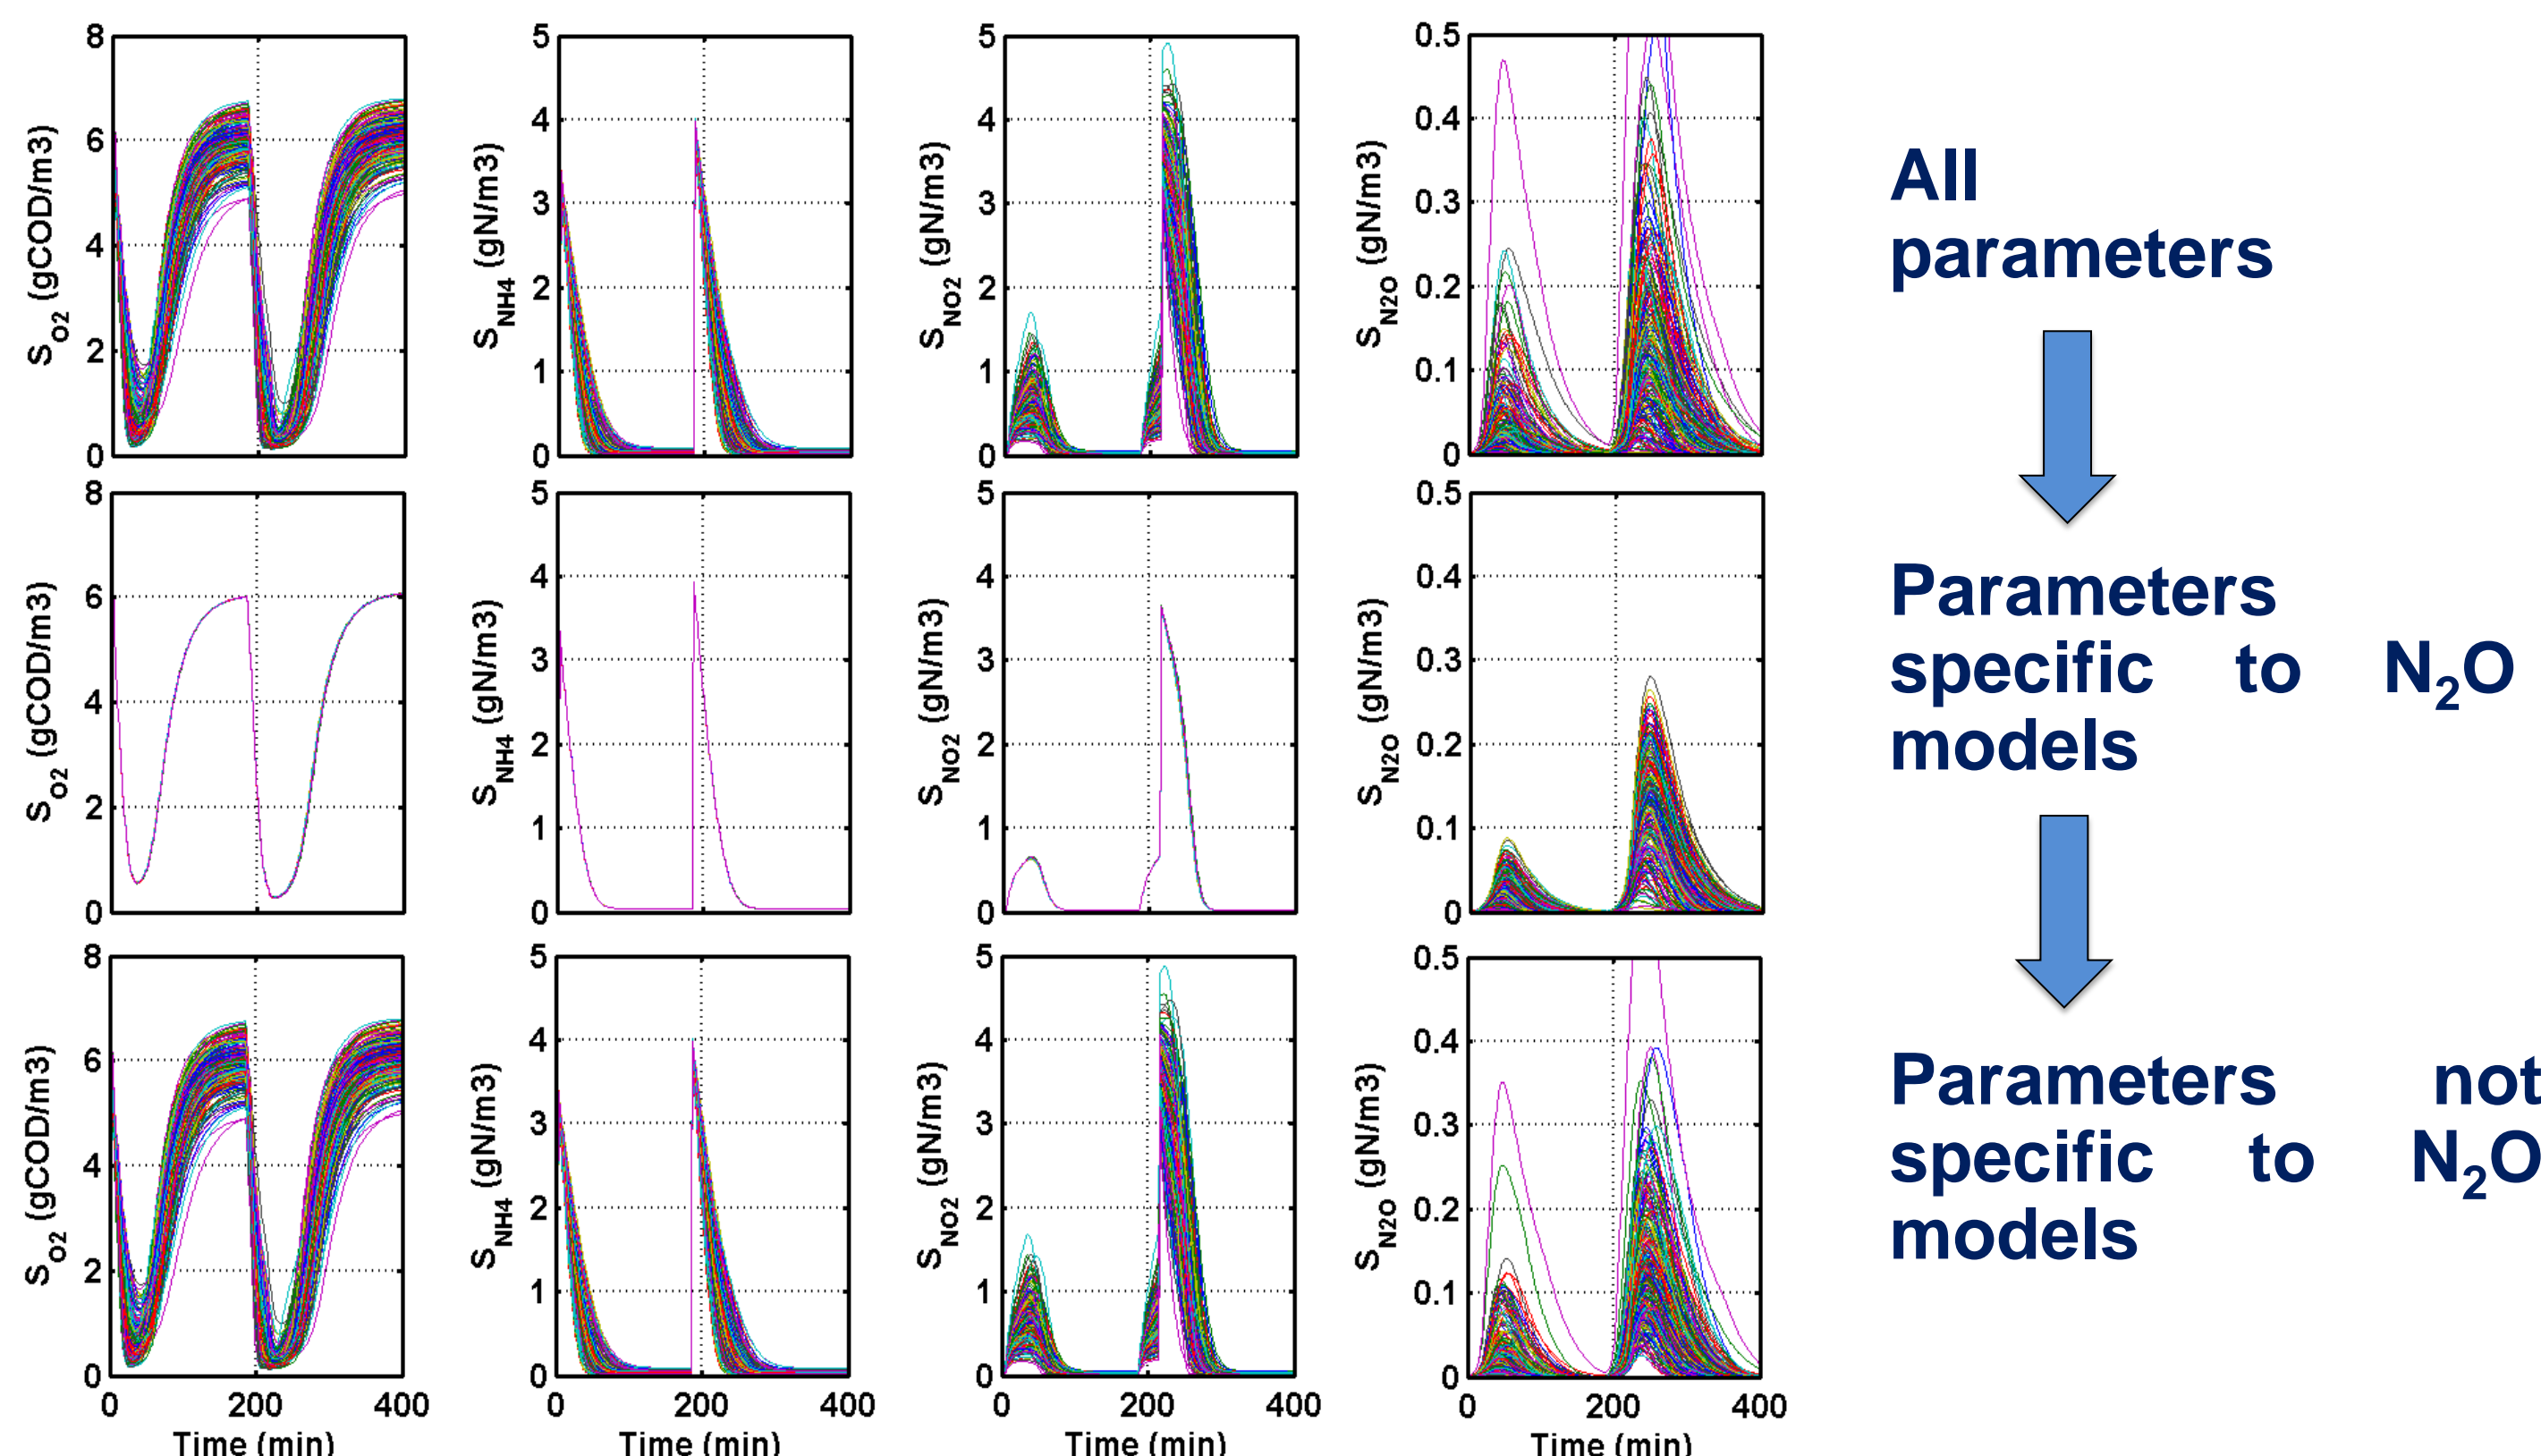 8
6
4
2
0
S_O2 (gCOD/m3)
5
4
3
2
1
0
S_NH4 (gN/m3)
5
4
3
2
1
0
S_NO2 (gN/m3)
0.5
0.4
0.3
0.2
0.1
0
S_N2O (gN/m3)
All
parameters
8
6
4
2
0
S_O2 (gCOD/m3)
5
4
3
2
1
0
S_NH4 (gN/m3)
5
4
3
2
1
0
S_NO2 (gN/m3)
0.5
0.4
0.3
0.2
0.1
0
S_N2O (gN/m3)
Parameters
specific to N₂O
models
8
6
4
2
0
S_O2 (gCOD/m3)
0 200 400
Time (min)
5
4
3
2
1
0
S_NH4 (gN/m3)
0 200 400
Time (min)
5
4
3
2
1
0
S_NO2 (gN/m3)
0 200 400
Time (min)
0.5
0.4
0.3
0.2
0.1
0
S_N2O (gN/m3)
0 200 400
Time (min)
Parameters not
specific to N₂O
models